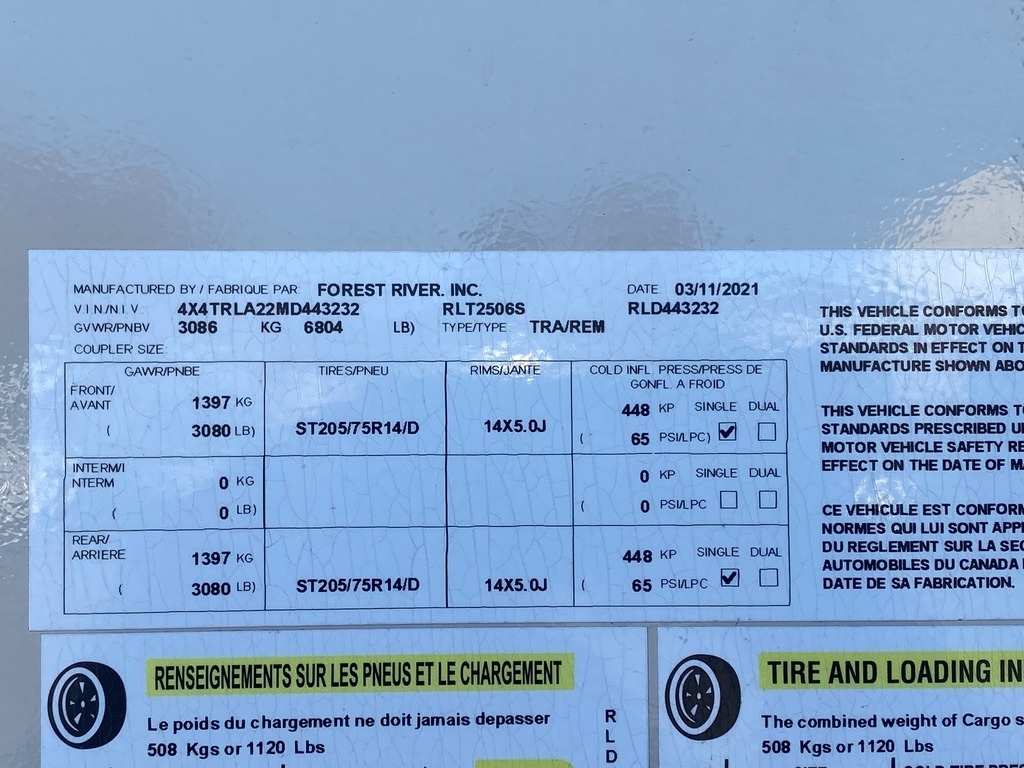 MANUFACTURED BY / FABRIQUE PAR: FOREST RIVER. INC. DATE 03/11/2021
V I N / N I V 4X4TRLA22MD443232 RLT2506S RLD443232
GVWR/PNBV 3086 KG 6804 LB) TYPE/TYPE TRA/REM
COUPLER SIZE
GAWR/PNBE TIRES/PNEU RIMS/JANTE COLD INFL. PRESS/PRESS DE
GONFL. A FROID
FRONT/
AVANT 1397 KG 448 KP SINGLE DUAL
( 3080 LB) ST205/75R14/D 14X5.0J ( 65 PSI/LPC)
INTERM/I
NTERM 0 KG 0 KP SINGLE DUAL
( 0 LB) ( 0 PSI/LPC
REAR/
ARRIERE 1397 KG 448 KP SINGLE DUAL
( 3080 LB) ST205/75R14/D 14X5.0J ( 65 PSI/LPC
THIS VEHICLE CONFORMS TO
U.S. FEDERAL MOTOR VEHIC
STANDARDS IN EFFECT ON T
MANUFACTURE SHOWN ABO
THIS VEHICLE CONFORMS TO
STANDARDS PRESCRIBED U
MOTOR VEHICLE SAFETY RE
EFFECT ON THE DATE OF MA
CE VEHICULE EST CONFORM
NORMES QUI LUI SONT APPL
DU REGLEMENT SUR LA SEC
AUTOMOBILES DU CANADA
DATE DE SA FABRICATION.
RENSEIGNEMENTS SUR LES PNEUS ET LE CHARGEMENT
Le poids du chargement ne doit jamais depasser
508 Kgs or 1120 Lbs
R
L
D
TIRE AND LOADING IN
The combined weight of Cargo s
508 Kgs or 1120 Lbs